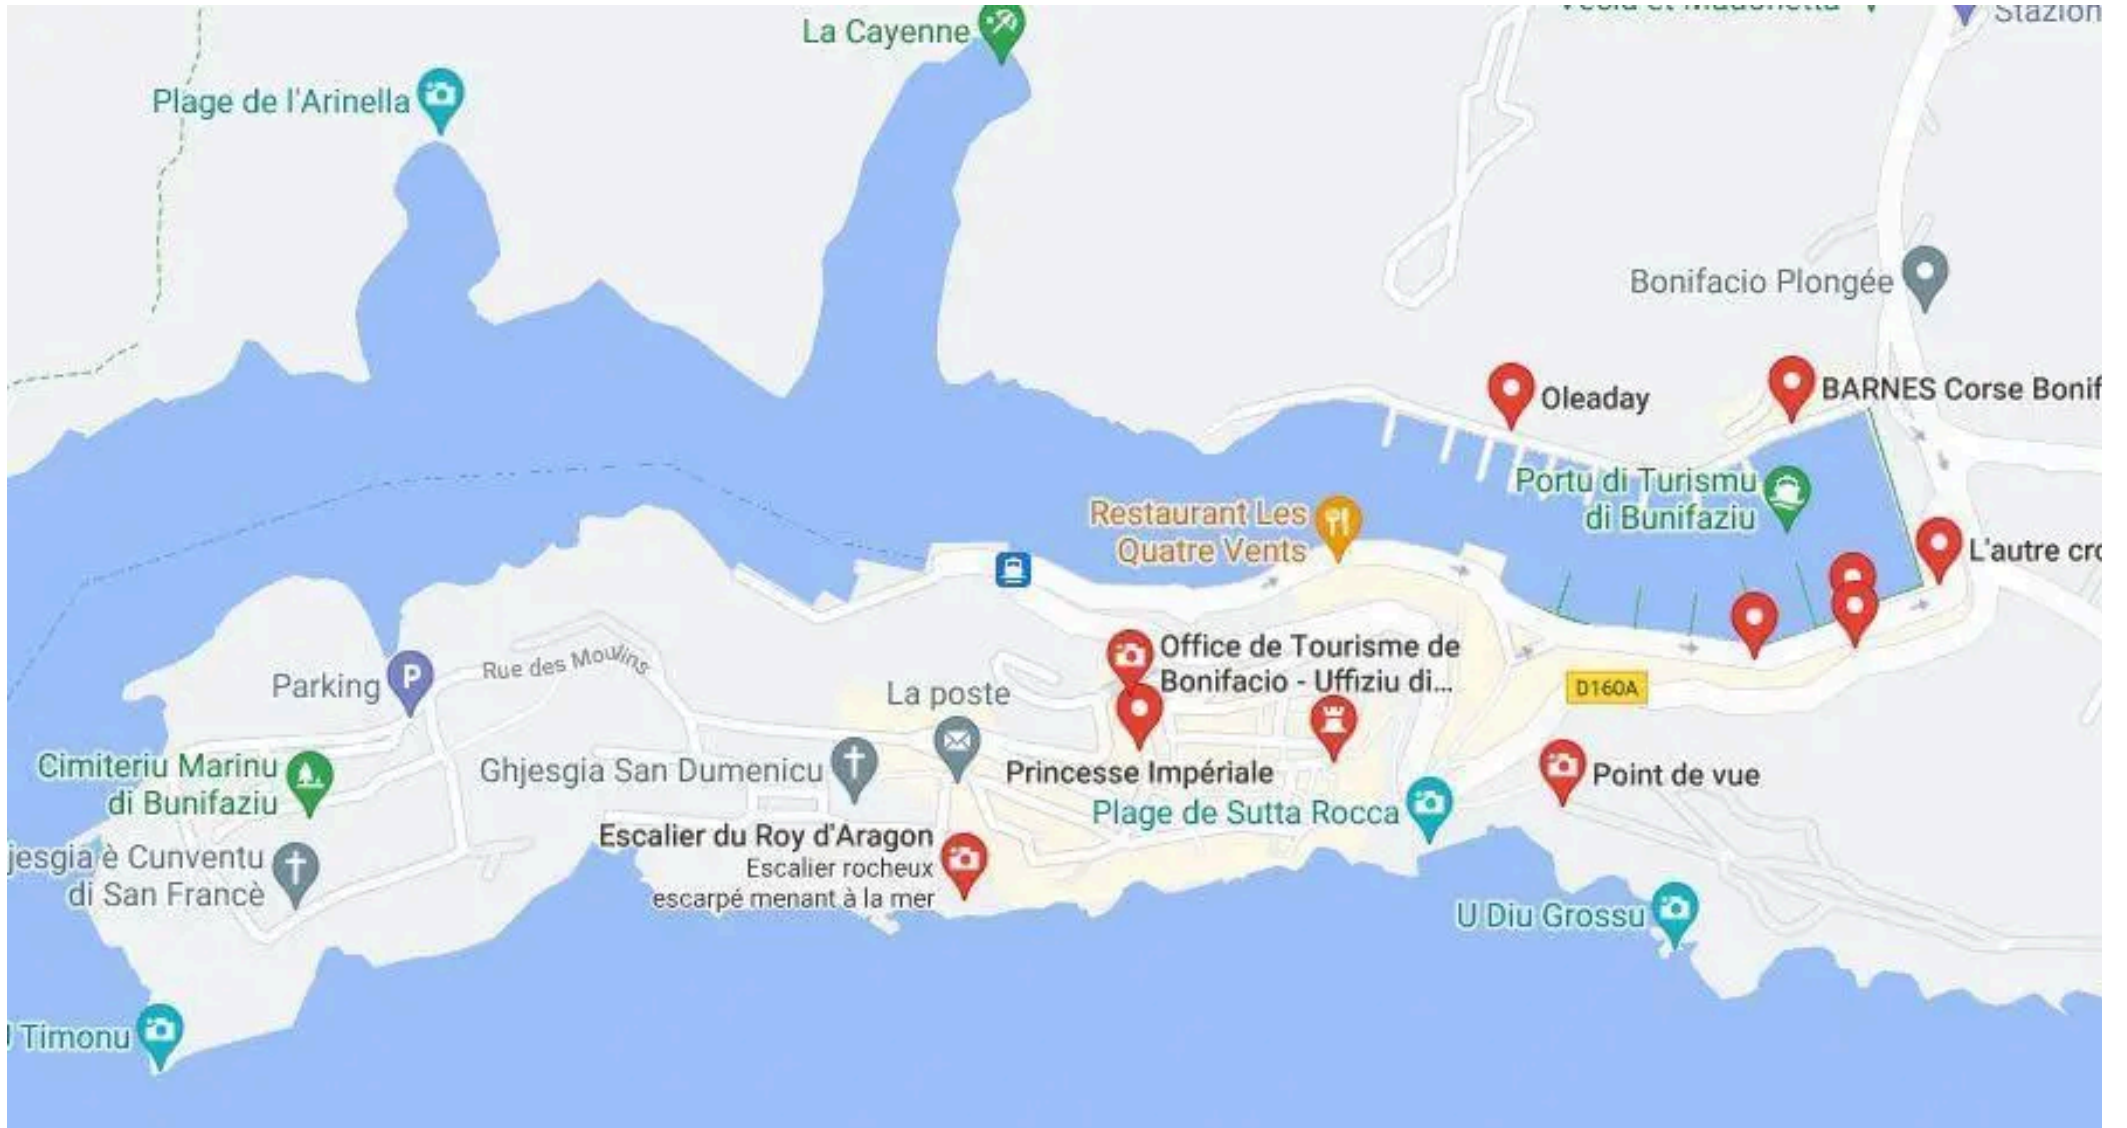 Stazion
La Cayenne
Plage de l'Arinella
Bonifacio Plongée
Oleaday
BARNES Corse Bonif
Portu di Turismu
di Bunifaziu
Restaurant Les
Quatre Vents
L'autre cro
Office de Tourisme de
Bonifacio - Uffiziu di...
Rue des Moulins
Parking
P
D160A
La poste
Cimiteriu Marinu
di Bunifaziu
Ghjesgia San Dumenicu
Princesse Impériale
Point de vue
Plage de Sutta Rocca
Escalier du Roy d'Aragon
Escalier rocheux
escarpé menant à la mer
jesgia è Cunventu
di San Francè
U Diu Grossu
Timonu